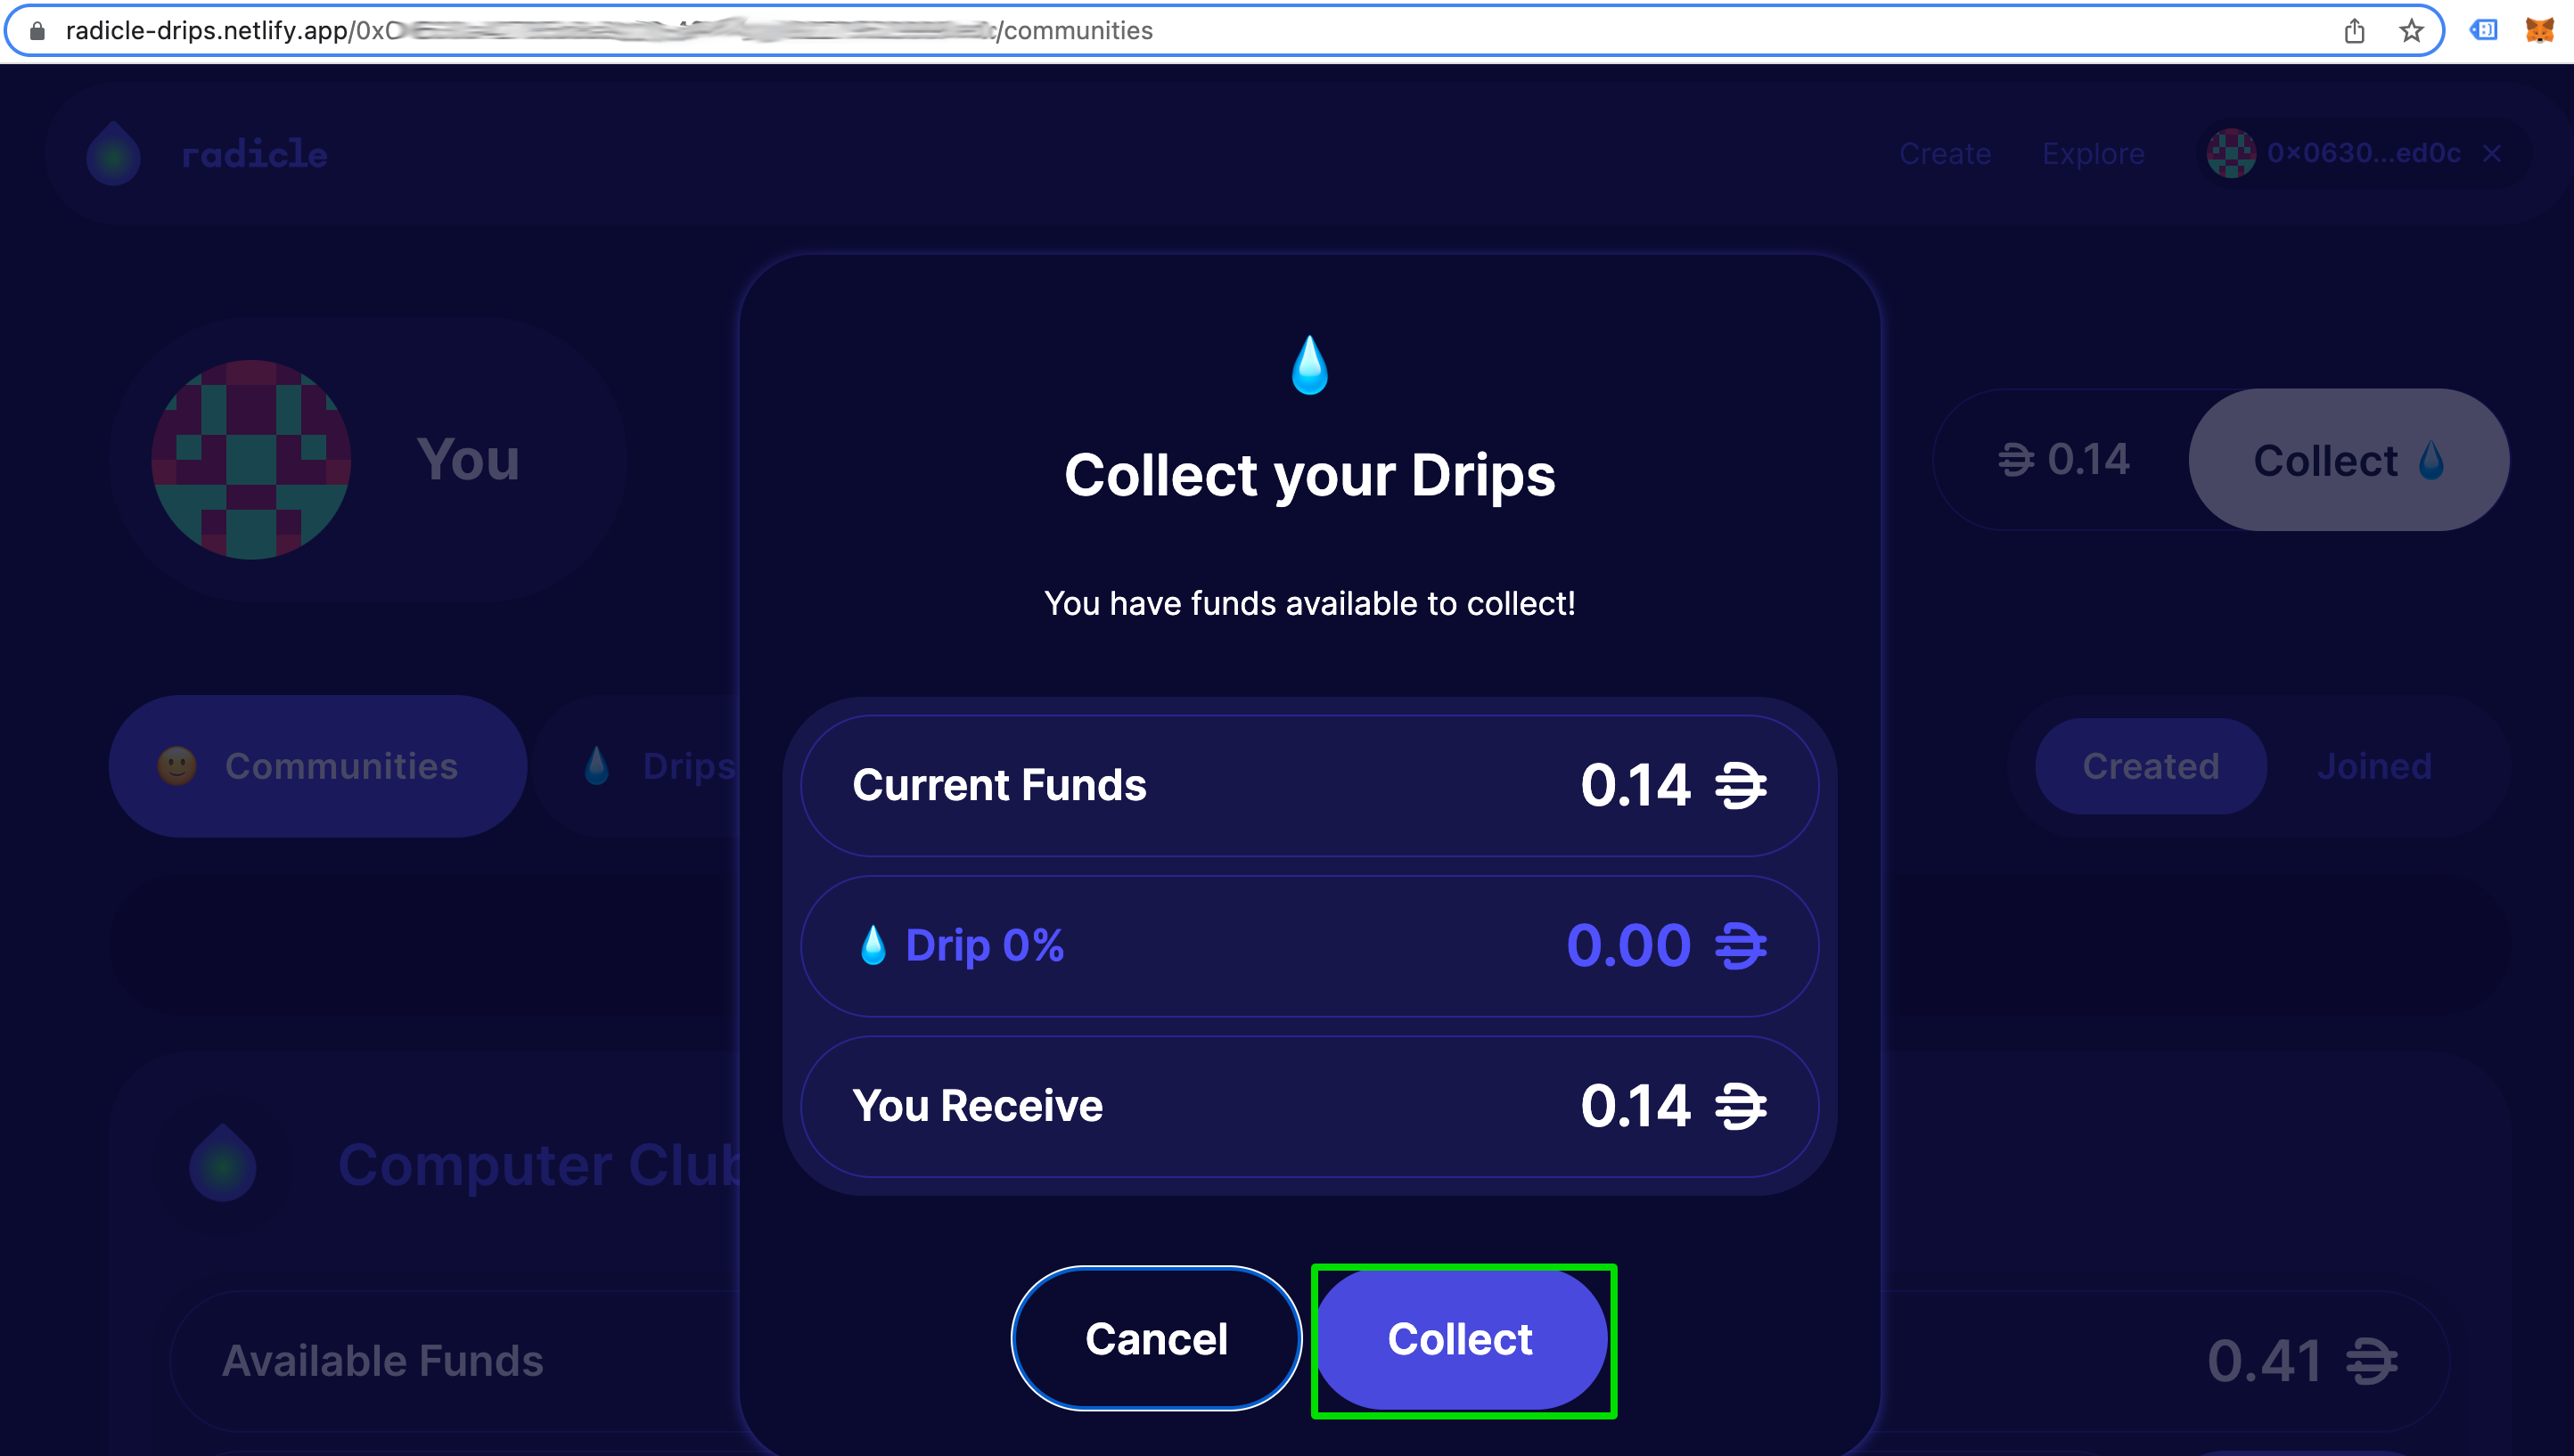 radicle-drips.netlify.app/0x /communities
radicle
Create Explore 0×0630...ed0c ×
You
0.14 Collect
Collect your Drips
You have funds available to collect!
Communities Drips
Created Joined
Current Funds 0.14
Drip 0% 0.00
You Receive 0.14
Computer Club
Available Funds 0.41
Cancel Collect